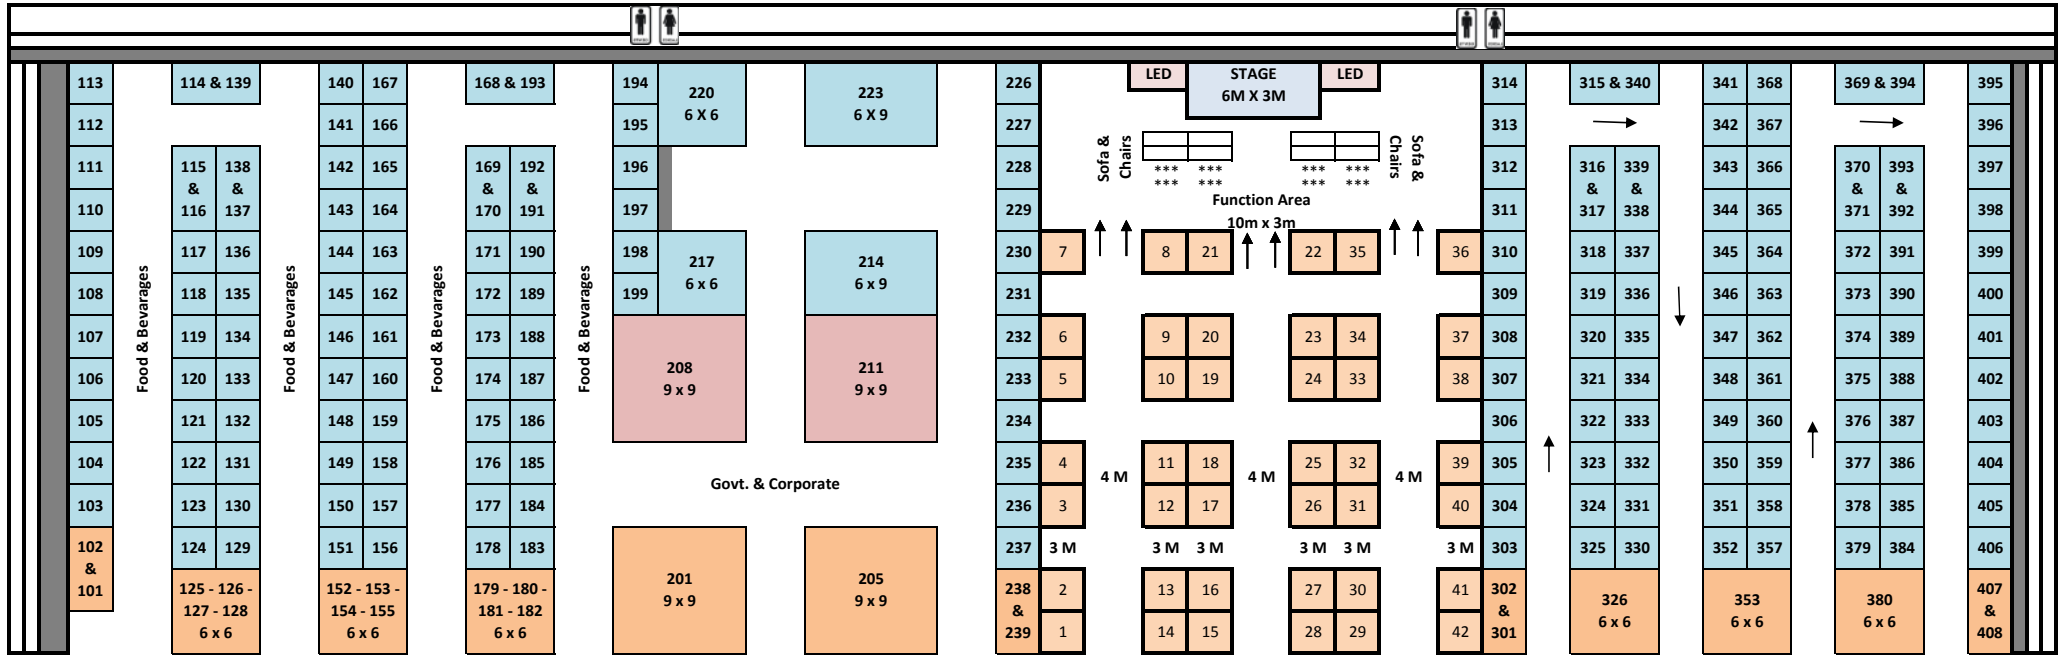 113 114 & 139 140 167 168 & 193 194 220 223 226 LED STAGE LED 314 315 & 340 341 368 369 & 394 395
6 X 6 6 X 9 6M X 3M
112 141 166 195 227 313 342 367 396
Sofa & Chairs
Chairs Sofa &
111 115 138 142 165 169 192 196 228 *** *** *** *** 312 316 339 343 366 370 393 397
& & & & *** *** *** *** & & & &
110 116 137 143 164 170 191 197 229 Function Area 311 317 338 344 365 371 392 398
10m x 3m
109 117 136 144 163 171 190 198 217 214 230 7 8 21 22 35 36 310 318 337 345 364 372 391 399
6 x 6 6 x 9
108 118 135 145 162 172 189 199 231 309 319 336 346 363 373 390 400
Food & Bevarages
Food & Bevarages
Food & Bevarages
Food & Bevarages
107 119 134 146 161 173 188 232 6 9 20 23 34 37 308 320 335 347 362 374 389 401
208 211
106 120 133 147 160 174 187 9 x 9 9 x 9 233 5 10 19 24 33 38 307 321 334 348 361 375 388 402
105 121 132 148 159 175 186 234 306 322 333 349 360 376 387 403
104 122 131 149 158 176 185 235 4 4 M 11 18 4 M 25 32 4 M 39 305 323 332 350 359 377 386 404
Govt. & Corporate
103 123 130 150 157 177 184 236 3 12 17 26 31 40 304 324 331 351 358 378 385 405
102 124 129 151 156 178 183 237 3 M 3 M 3 M 3 M 3 M 3 M 303 325 330 352 357 379 384 406
&
101 125 - 126 - 152 - 153 - 179 - 180 - 201 205 238 2 13 16 27 30 41 302 326 353 380 407
127 - 128 154 - 155 181 - 182 9 x 9 9 x 9 & & 6 x 6 6 x 6 6 x 6 &
6 x 6 6 x 6 6 x 6 239 1 14 15 28 29 42 301 408